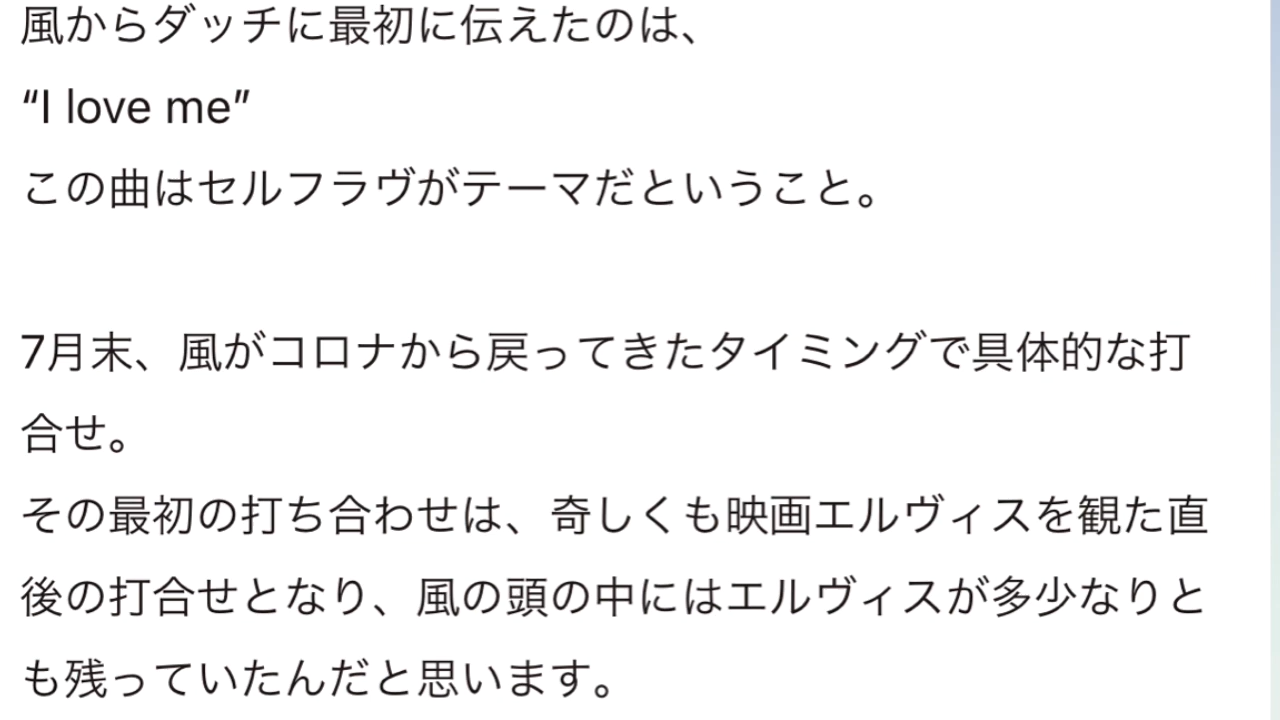 風からダッチに最初に伝えたのは、
“I love me”
この曲はセルフラヴがテーマだということ。
7月末、風がコロナから戻ってきたタイミングで具体的な打
合せ。
その最初の打ち合わせは、奇しくも映画エルヴィスを観た直
後の打合せとなり、風の頭の中にはエルヴィスが多少なりと
も残っていたんだと思います。